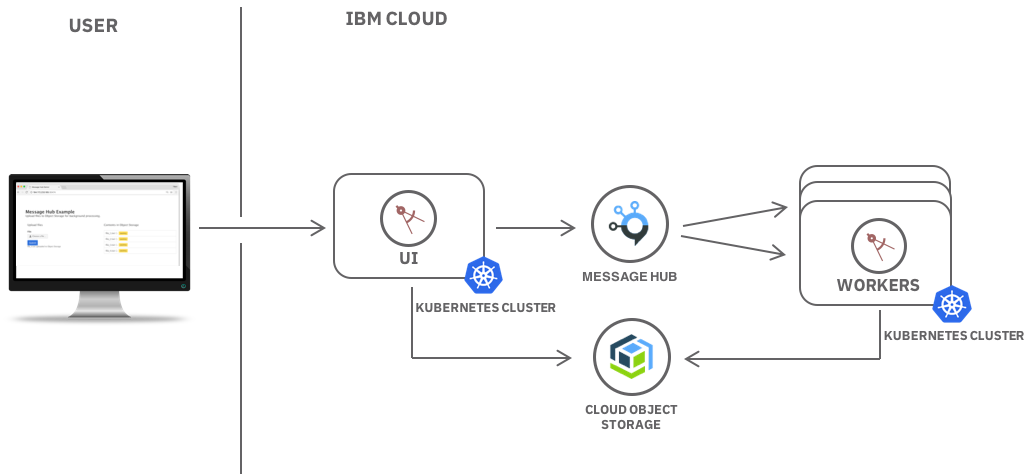 USER
IBM CLOUD
Message Hub Example
UI
KUBERNETES CLUSTER
MESSAGE HUB
WORKERS
KUBERNETES CLUSTER
CLOUD OBJECT
STORAGE